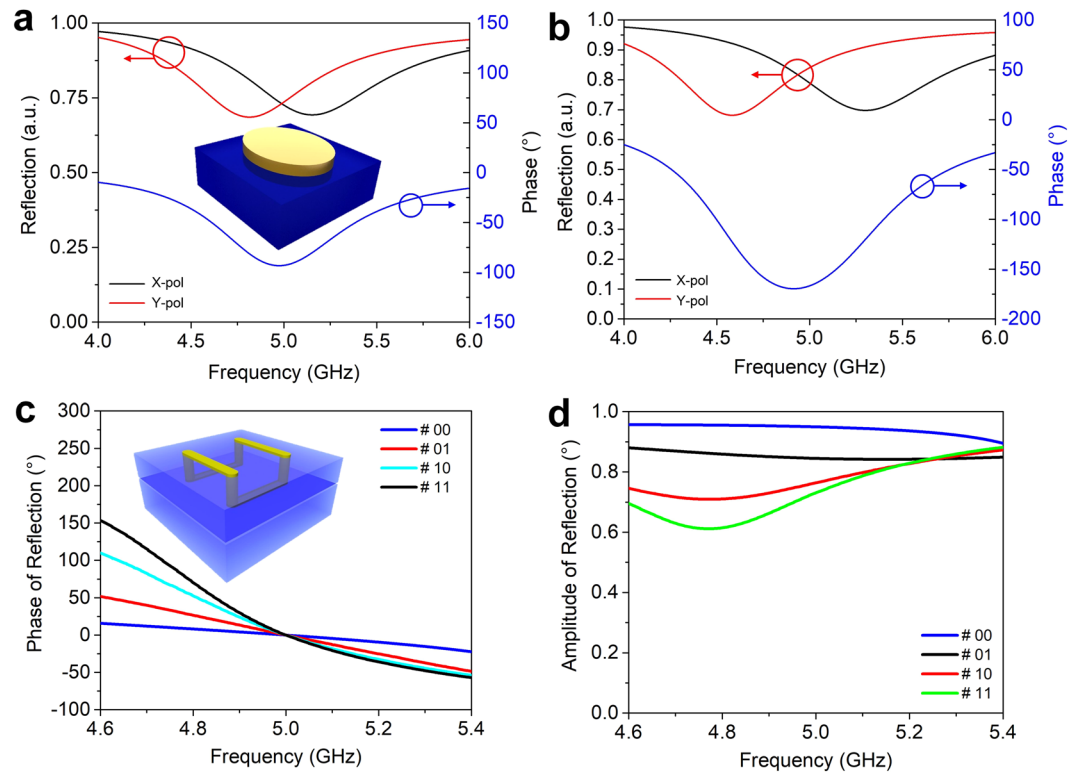 a
1.00
0.75
0.50
0.25
0.00
Reflection (a.u.)
X-pol
Y-pol
150
100
50
0
-50
-100
-150
Phase (°)
4.0 4.5 5.0 5.5 6.0
Frequency (GHz)
b
1.0
0.9
0.8
0.7
0.6
0.5
0.4
0.3
0.2
0.1
0.0
Reflection (a.u.)
X-pol
Y-pol
100
50
0
-50
-100
-150
-200
Phase (°)
4.0 4.5 5.0 5.5 6.0
Frequency (GHz)
c
300
250
200
150
100
50
0
-50
-100
Phase of Reflection (°)
# 00
# 01
# 10
# 11
4.6 4.8 5.0 5.2 5.4
Frequency (GHz)
d
1.0
0.8
0.6
0.4
0.2
0.0
Amplitude of Reflection (°)
# 00
# 01
# 10
# 11
4.6 4.8 5.0 5.2 5.4
Frequency (GHz)